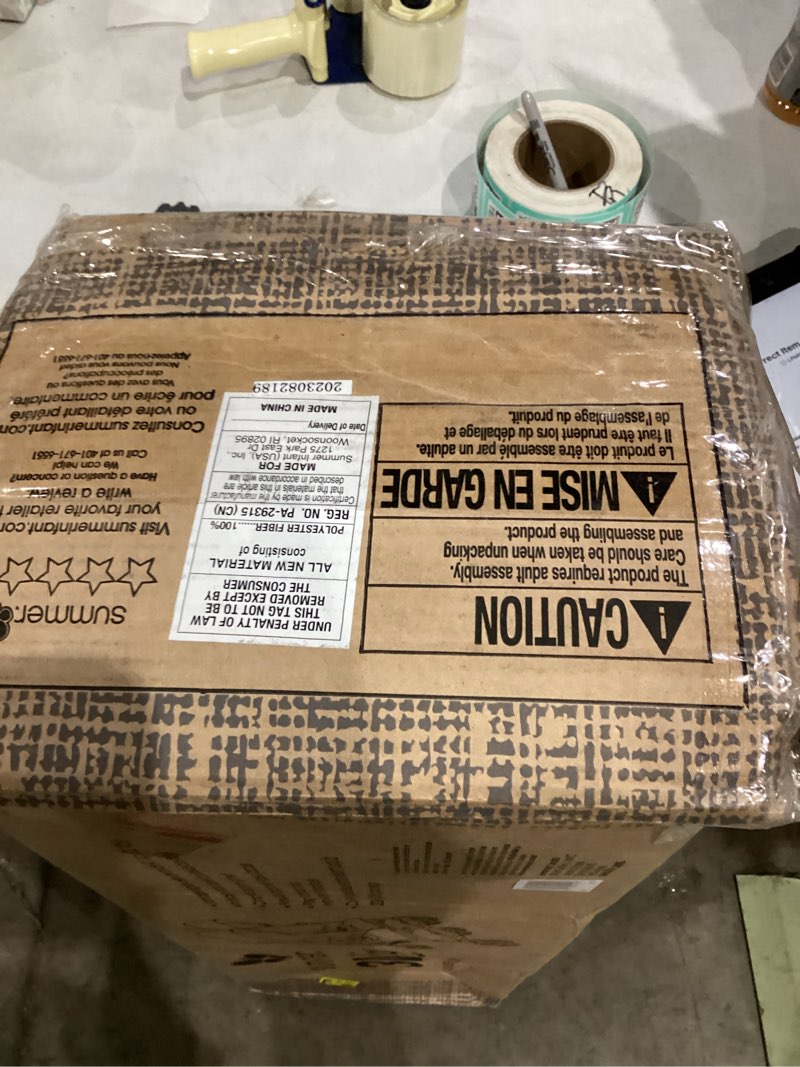 summer.
Visit summerinfant.com
your favorite retailer
write a review.
Have a question or concern?
We can help!
Call us at 401-671-6551
Consultez summerinfant.com
ou votre détaillant préféré
pour écrire un commentaire.
Vous avez des questions ou
des préoccupations?
Nous pouvons vous aider!
Appelez-nous au 401-671-6551
UNDER PENALTY OF LAW
THIS TAG NOT TO BE
REMOVED EXCEPT BY
THE CONSUMER
ALL NEW MATERIAL
consisting of
POLYESTER FIBER........100%
REG. NO. PA-29315 (CN)
Certification is made by the manufacturer
that the materials in this article are
described in accordance with law
MADE FOR
Summer Infant (USA), Inc.,
1275 Park East Dr
Woonsocket, RI, 02895
Date of Delivery
MADE IN CHINA
2023082189
CAUTION
The product requires adult assembly.
Care should be taken when unpacking
and assembling the product.
MISE EN GARDE
Le produit doit être assemblé par un adulte.
Il faut être prudent lors du déballage et
de l'assemblage du produit.